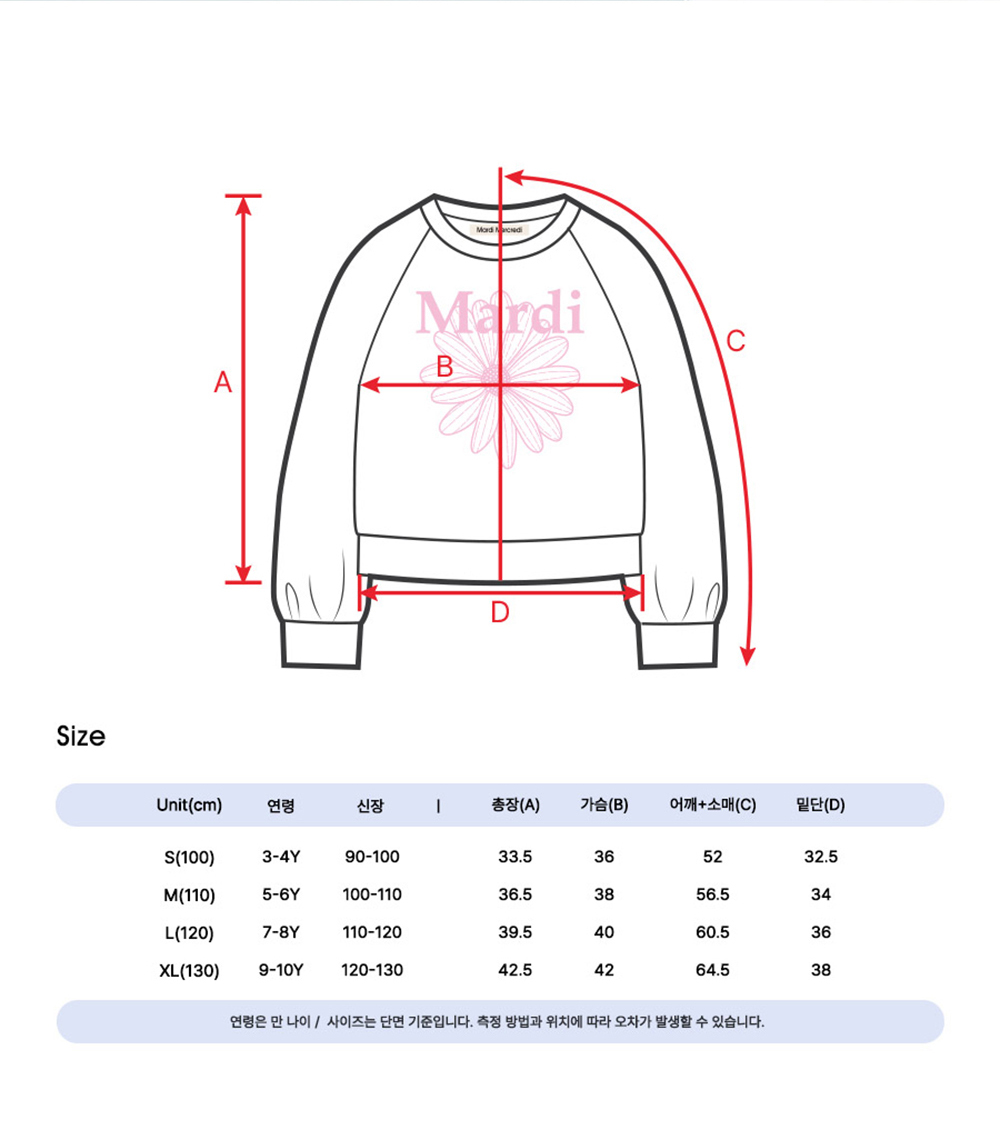 Mardi Mercredi
Mardi
A
B
C
D
Size
Unit(cm) 연령 신장 | 총장(A) 가슴(B) 어깨+소매(C) 밑단(D)
S(100) 3-4Y 90-100 33.5 36 52 32.5
M(110) 5-6Y 100-110 36.5 38 56.5 34
L(120) 7-8Y 110-120 39.5 40 60.5 36
XL(130) 9-10Y 120-130 42.5 42 64.5 38
연령은 만 나이 / 사이즈는 단면 기준입니다. 측정 방법과 위치에 따라 오차가 발생할 수 있습니다.